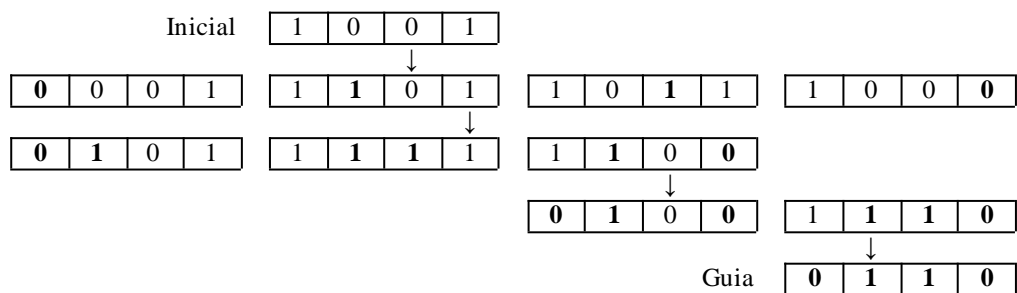 Inicial 1 0 0 1
↓
0 0 0 1 1 1 0 1 1 0 1 1 1 0 0 0
↓
0 1 0 1 1 1 1 1 1 1 0 0
↓
0 1 0 0 1 1 1 0
↓
Guia 0 1 1 0